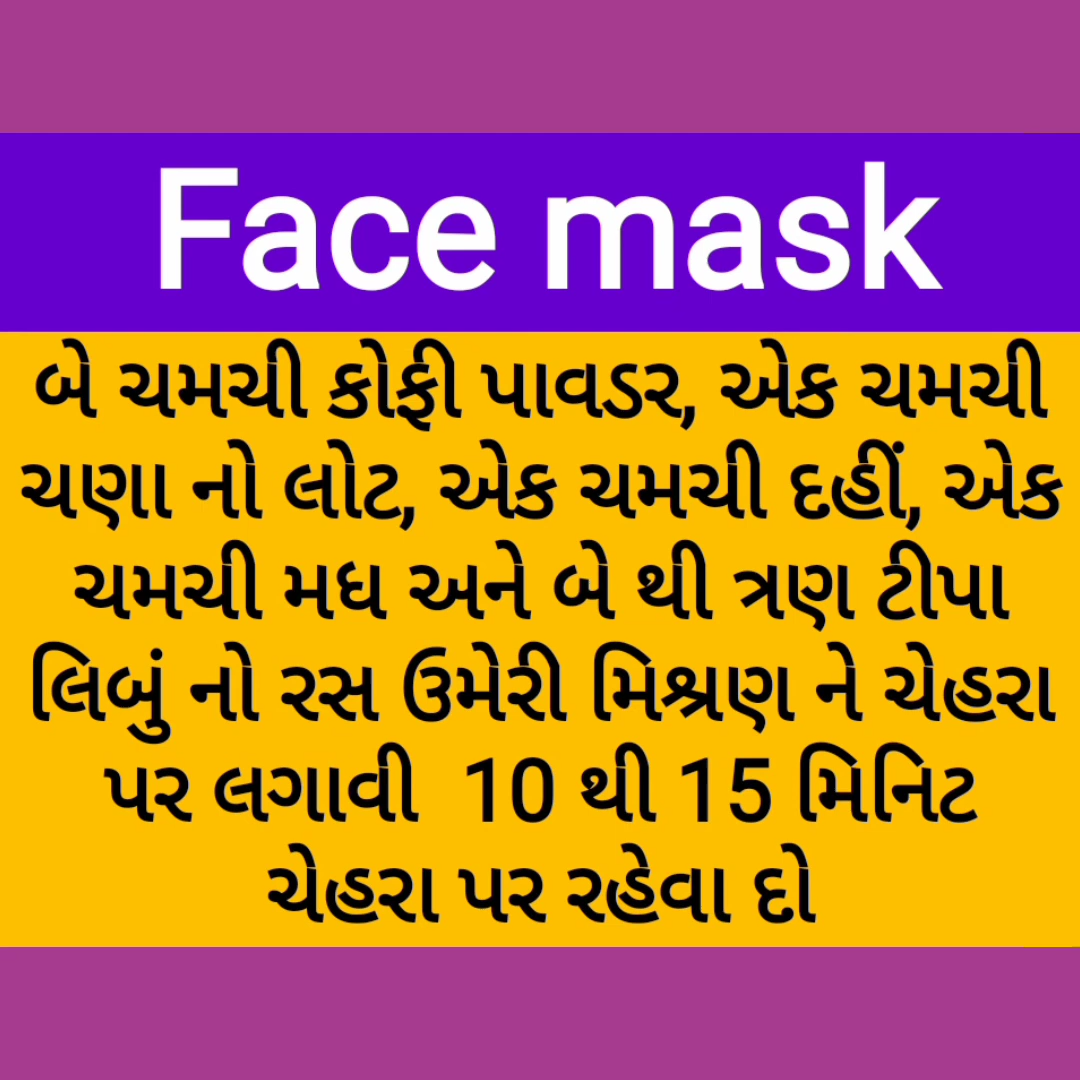 Face mask
બે ચમચી કોફી પાવડર, એક ચમચી
ચણા નો લોટ, એક ચમચી દહીં, એક
ચમચી મધ અને બે થી ત્રણ ટીપા
લિબું નો રસ ઉમેરી મિશ્રણ ને ચેહરા
પર લગાવી 10 થી 15 મિનિટ
ચેહરા પર રહેવા દો